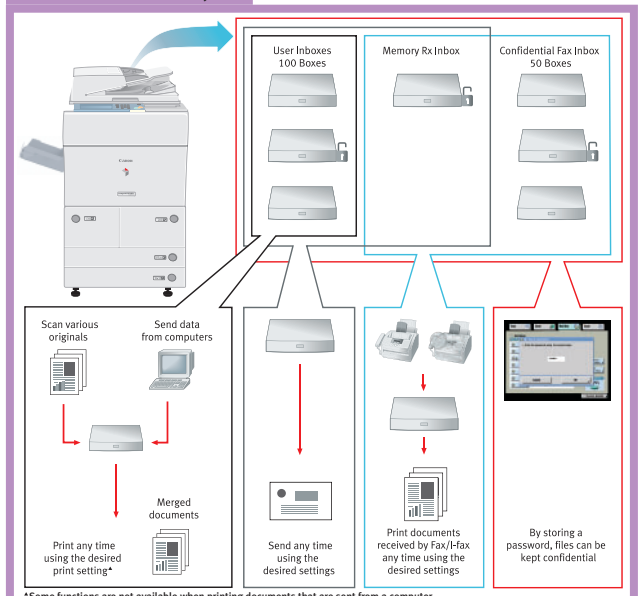 User Inboxes
100 Boxes
Memory Rx Inbox
Confidential Fax Inbox
50 Boxes
Canon
Scan various
originals
Send data
from computers
Merged
documents
Print any time
using the desired
print setting▲
Send any time
using the
desired settings
Print documents
received by Fax/I-fax
any time using the
desired settings
By storing a
password, files can be
kept confidential
▲Some functions are not available when printing documents that are sent from a computer